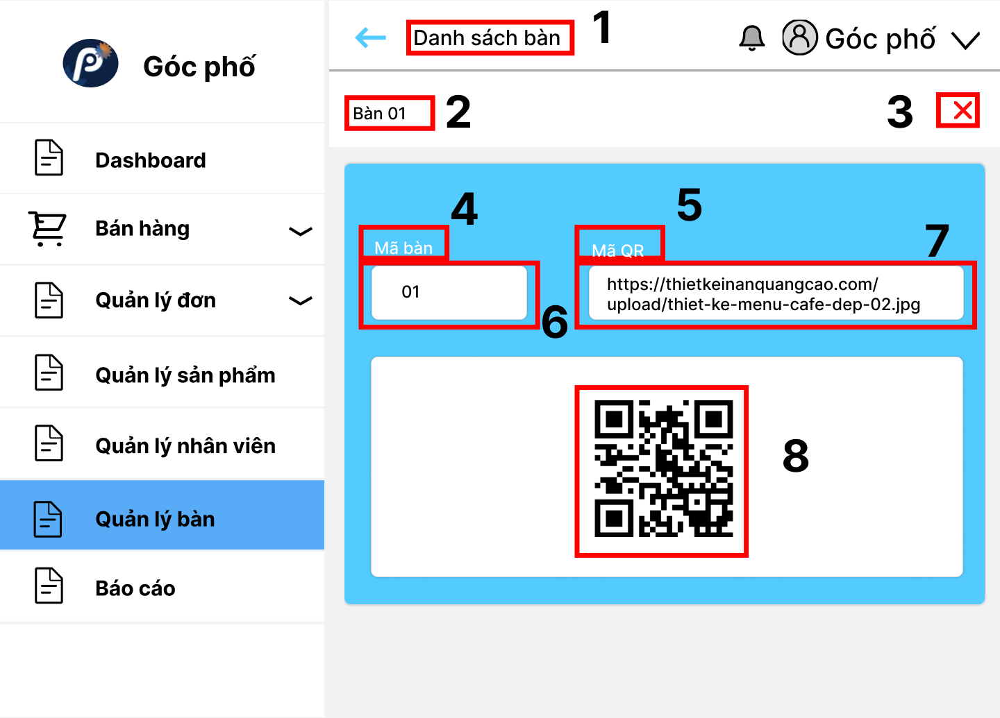 Góc phố
Dashboard
Bán hàng
Quản lý đơn
Quản lý sản phẩm
Quản lý nhân viên
Quản lý bàn
Báo cáo
Danh sách bàn
1
Góc phố
Bàn 01
2
3
4
5
Mã bàn
Mã QR
7
01
https://thietkeinanquangcao.com/
upload/thiet-ke-menu-cafe-dep-02.jpg
6
8